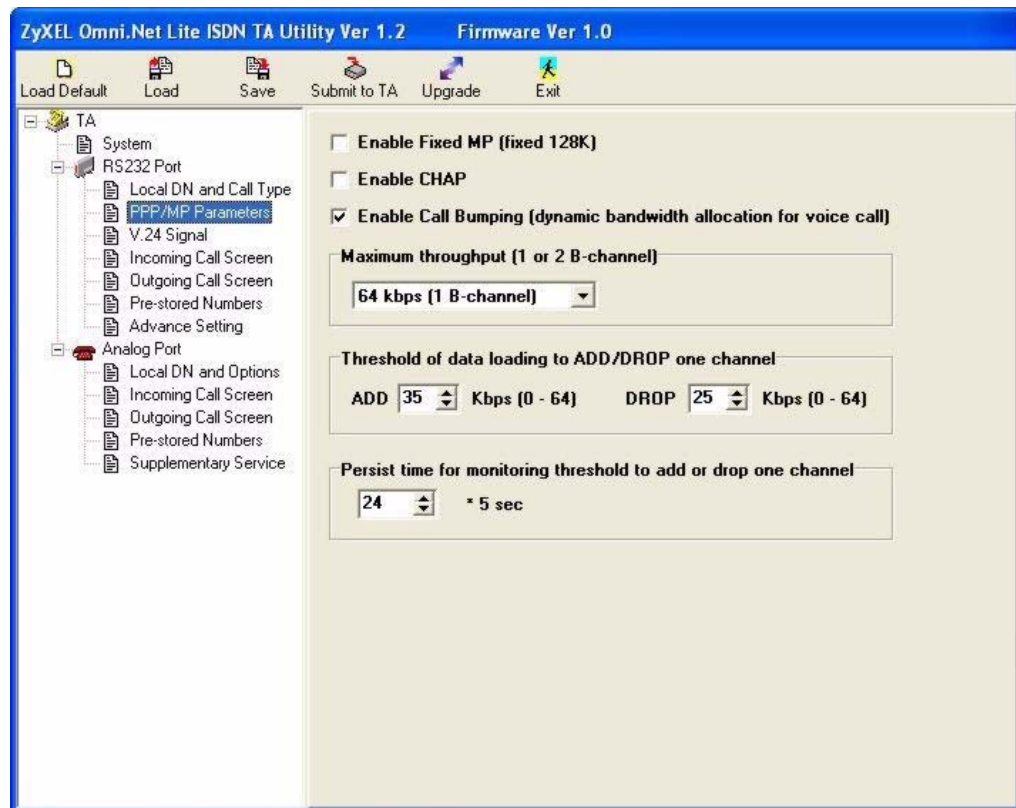 ZyXEL Omni.Net Lite ISDN TA Utility Ver 1.2 Firmware Ver 1.0
Load Default Load Save Submit to TA Upgrade Exit
TA
System
RS232 Port
Local DN and Call Type
PPP/MP Parameters
V.24 Signal
Incoming Call Screen
Outgoing Call Screen
Pre-stored Numbers
Advance Setting
Analog Port
Local DN and Options
Incoming Call Screen
Outgoing Call Screen
Pre-stored Numbers
Supplementary Service
Enable Fixed MP (fixed 128K)
Enable CHAP
Enable Call Bumping (dynamic bandwidth allocation for voice call)
Maximum throughput (1 or 2 B-channel)
64 kbps (1 B-channel)
Threshold of data loading to ADD/DROP one channel
ADD 35 Kbps (0 - 64) DROP 25 Kbps (0 - 64)
Persist time for monitoring threshold to add or drop one channel
24 * 5 sec